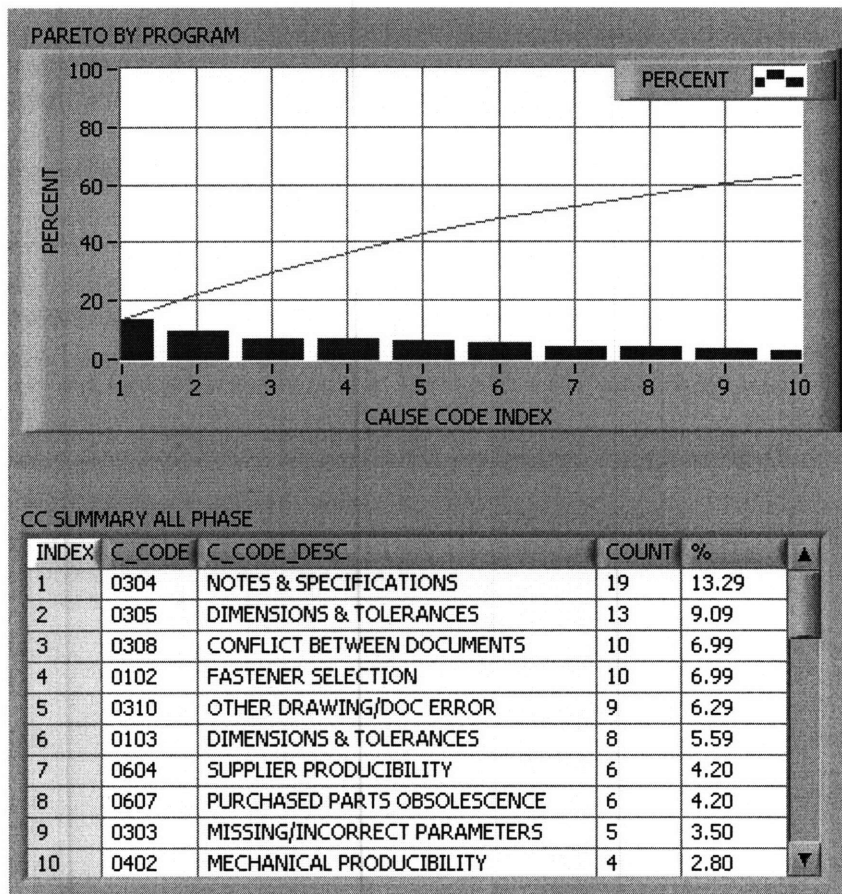 PARETO BY PROGRAM
100
PERCENT
80
60
40
20
0
PERCENT
1 2 3 4 5 6 7 8 9 10
CAUSE CODE INDEX
CC SUMMARY ALL PHASE
INDEX C_CODE C_CODE_DESC COUNT %
1 0304 NOTES & SPECIFICATIONS 19 13.29
2 0305 DIMENSIONS & TOLERANCES 13 9.09
3 0308 CONFLICT BETWEEN DOCUMENTS 10 6.99
4 0102 FASTENER SELECTION 10 6.99
5 0310 OTHER DRAWING/DOC ERROR 9 6.29
6 0103 DIMENSIONS & TOLERANCES 8 5.59
7 0604 SUPPLIER PRODUCIBILITY 6 4.20
8 0607 PURCHASED PARTS OBSOLESCENCE 6 4.20
9 0303 MISSING/INCORRECT PARAMETERS 5 3.50
10 0402 MECHANICAL PRODUCIBILITY 4 2.80